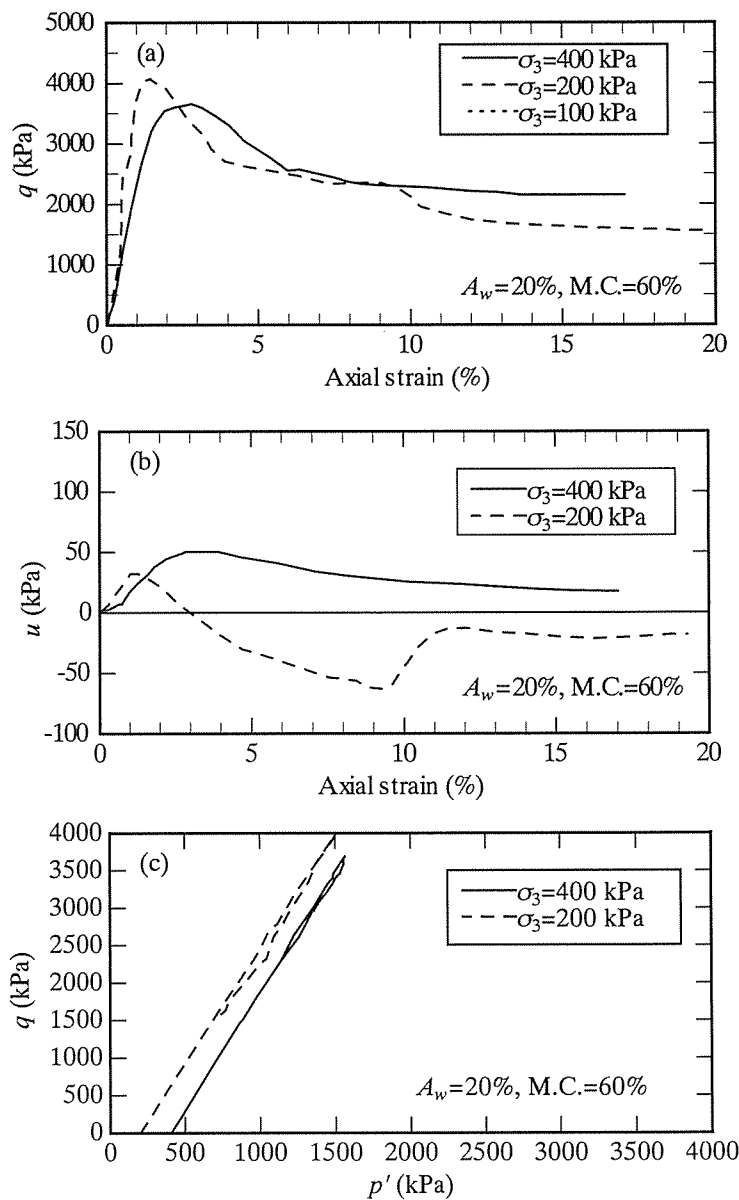 5000
4000
3000
2000
1000
0
q (kPa)
(a)
σ3=400 kPa
σ3=200 kPa
σ3=100 kPa
Aw=20%, M.C.=60%
0 5 10 15 20
Axial strain (%)
150
100
50
0
-50
-100
u (kPa)
(b)
σ3=400 kPa
σ3=200 kPa
Aw=20%, M.C.=60%
0 5 10 15 20
Axial strain (%)
4000
3500
3000
2500
2000
1500
1000
500
0
q (kPa)
(c)
σ3=400 kPa
σ3=200 kPa
Aw=20%, M.C.=60%
0 500 1000 1500 2000 2500 3000 3500 4000
p' (kPa)